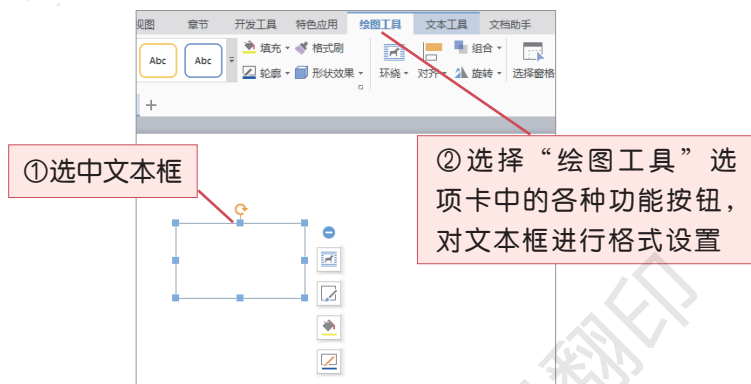 视图 章节 开发工具 特色应用 绘图工具 文本工具 文档助手
Abc Abc 填充 格式刷 组合
轮廓 形状效果 环绕 对齐 旋转 选择窗格
①选中文本框
②选择“绘图工具”选
项卡中的各种功能按钮，
对文本框进行格式设置
翻印